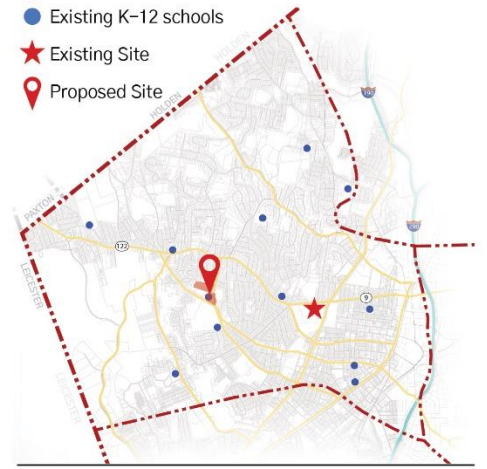 Existing K-12 schools
Existing Site
Proposed Site
HOLDEN
HOLDEN
190
PAXTON
290
122
LEICESTER
9
LEICESTER